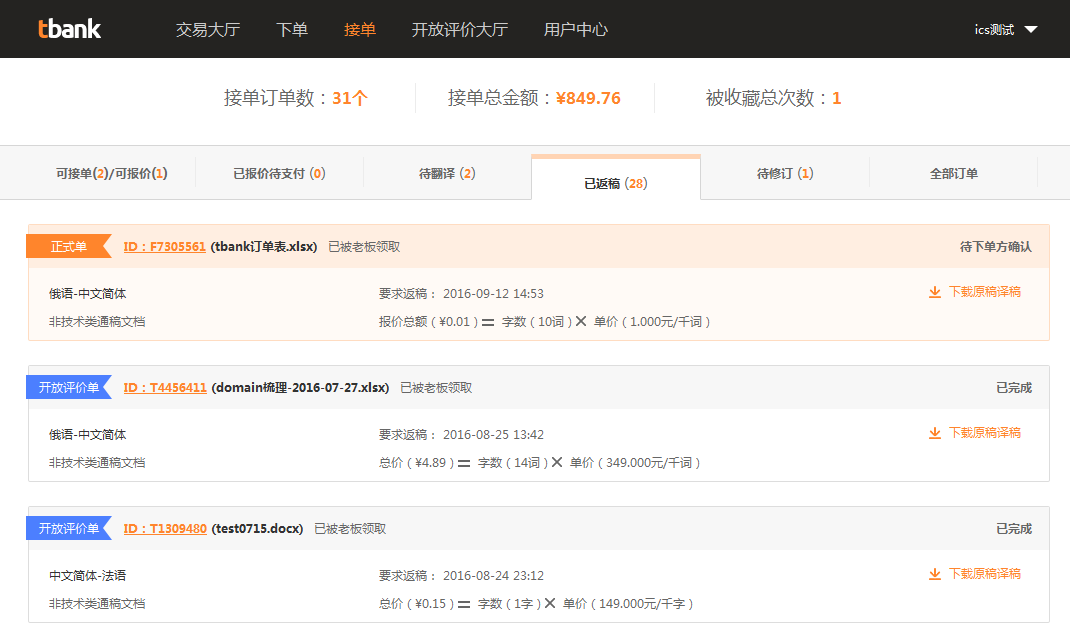 tbank 交易大厅 下单 接单 开放评价大厅 用户中心 ics测试
接单订单数：31个 接单总金额：¥849.76 被收藏总次数：1
可接单(2)/可报价(1) 已报价待支付 (0) 待翻译 (2) 已返稿 (28) 待修订 (1) 全部订单
正式单 ID：F7305561 (tbank订单表.xlsx) 已被老板领取 待下单方确认
俄语-中文简体 要求返稿： 2016-09-12 14:53 下载原稿译稿
非技术类通稿文档 报价总额 ( ¥0.01 ) = 字数 ( 10词 ) × 单价 ( 1.000元/千词 )
开放评价单 ID：T4456411 (domain梳理-2016-07-27.xlsx) 已被老板领取 已完成
俄语-中文简体 要求返稿： 2016-08-25 13:42 下载原稿译稿
非技术类通稿文档 总价 ( ¥4.89 ) = 字数 ( 14词 ) × 单价 ( 349.000元/千词 )
开放评价单 ID：T1309480 (test0715.docx) 已被老板领取 已完成
中文简体-法语 要求返稿： 2016-08-24 23:12 下载原稿译稿
非技术类通稿文档 总价 ( ¥0.15 ) = 字数 ( 1字 ) × 单价 ( 149.000元/千字 )